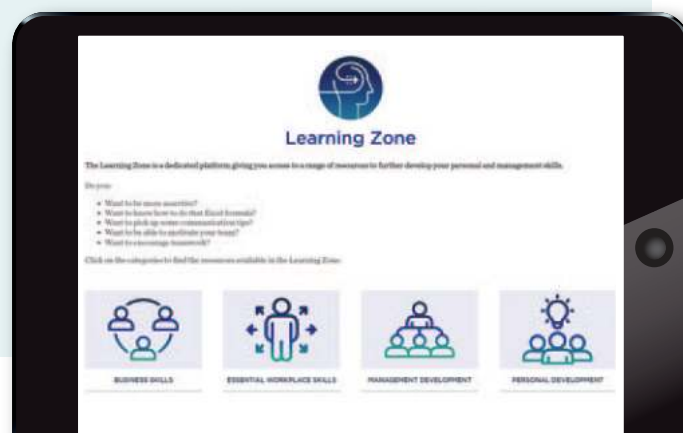 Learning Zone
The Learning Zone is a dedicated platform giving you access to a range of resources to further develop your personal and management skills.
Do you:
• Want to be more assertive?
• Want to know how to do that Excel formula?
• Want to pick up some communication tips?
• Want to be able to motivate your team?
• Want to encourage teamwork?
Click on the categories to find the resources available in the Learning Zone.
BUSINESS SKILLS
ESSENTIAL WORKPLACE SKILLS
MANAGEMENT DEVELOPMENT
PERSONAL DEVELOPMENT